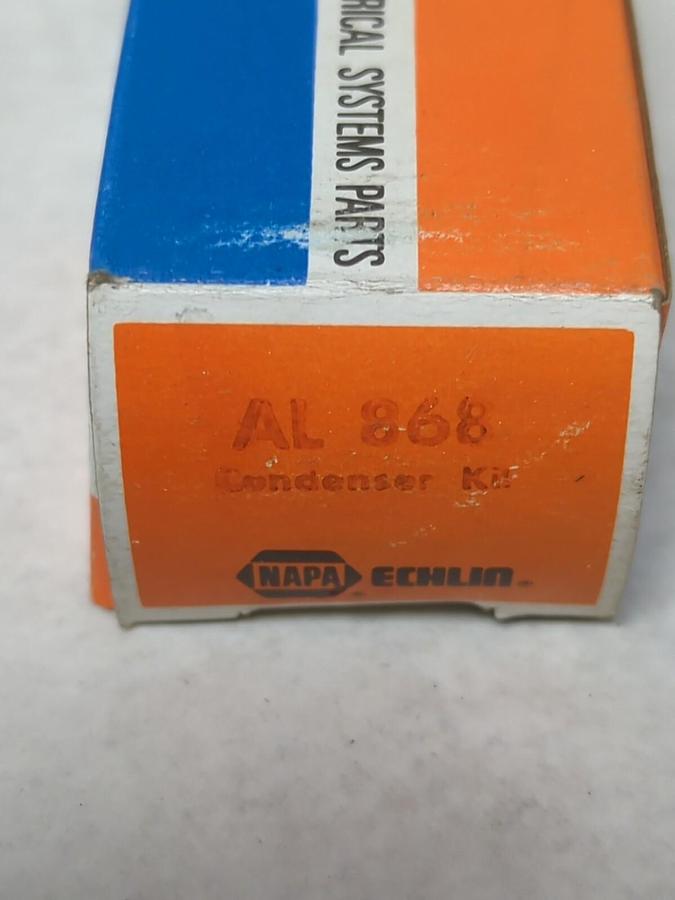 RICAL SYSTEMS PARTS
AL 868
Condenser Kit
NAPA ® ECHLIN ®